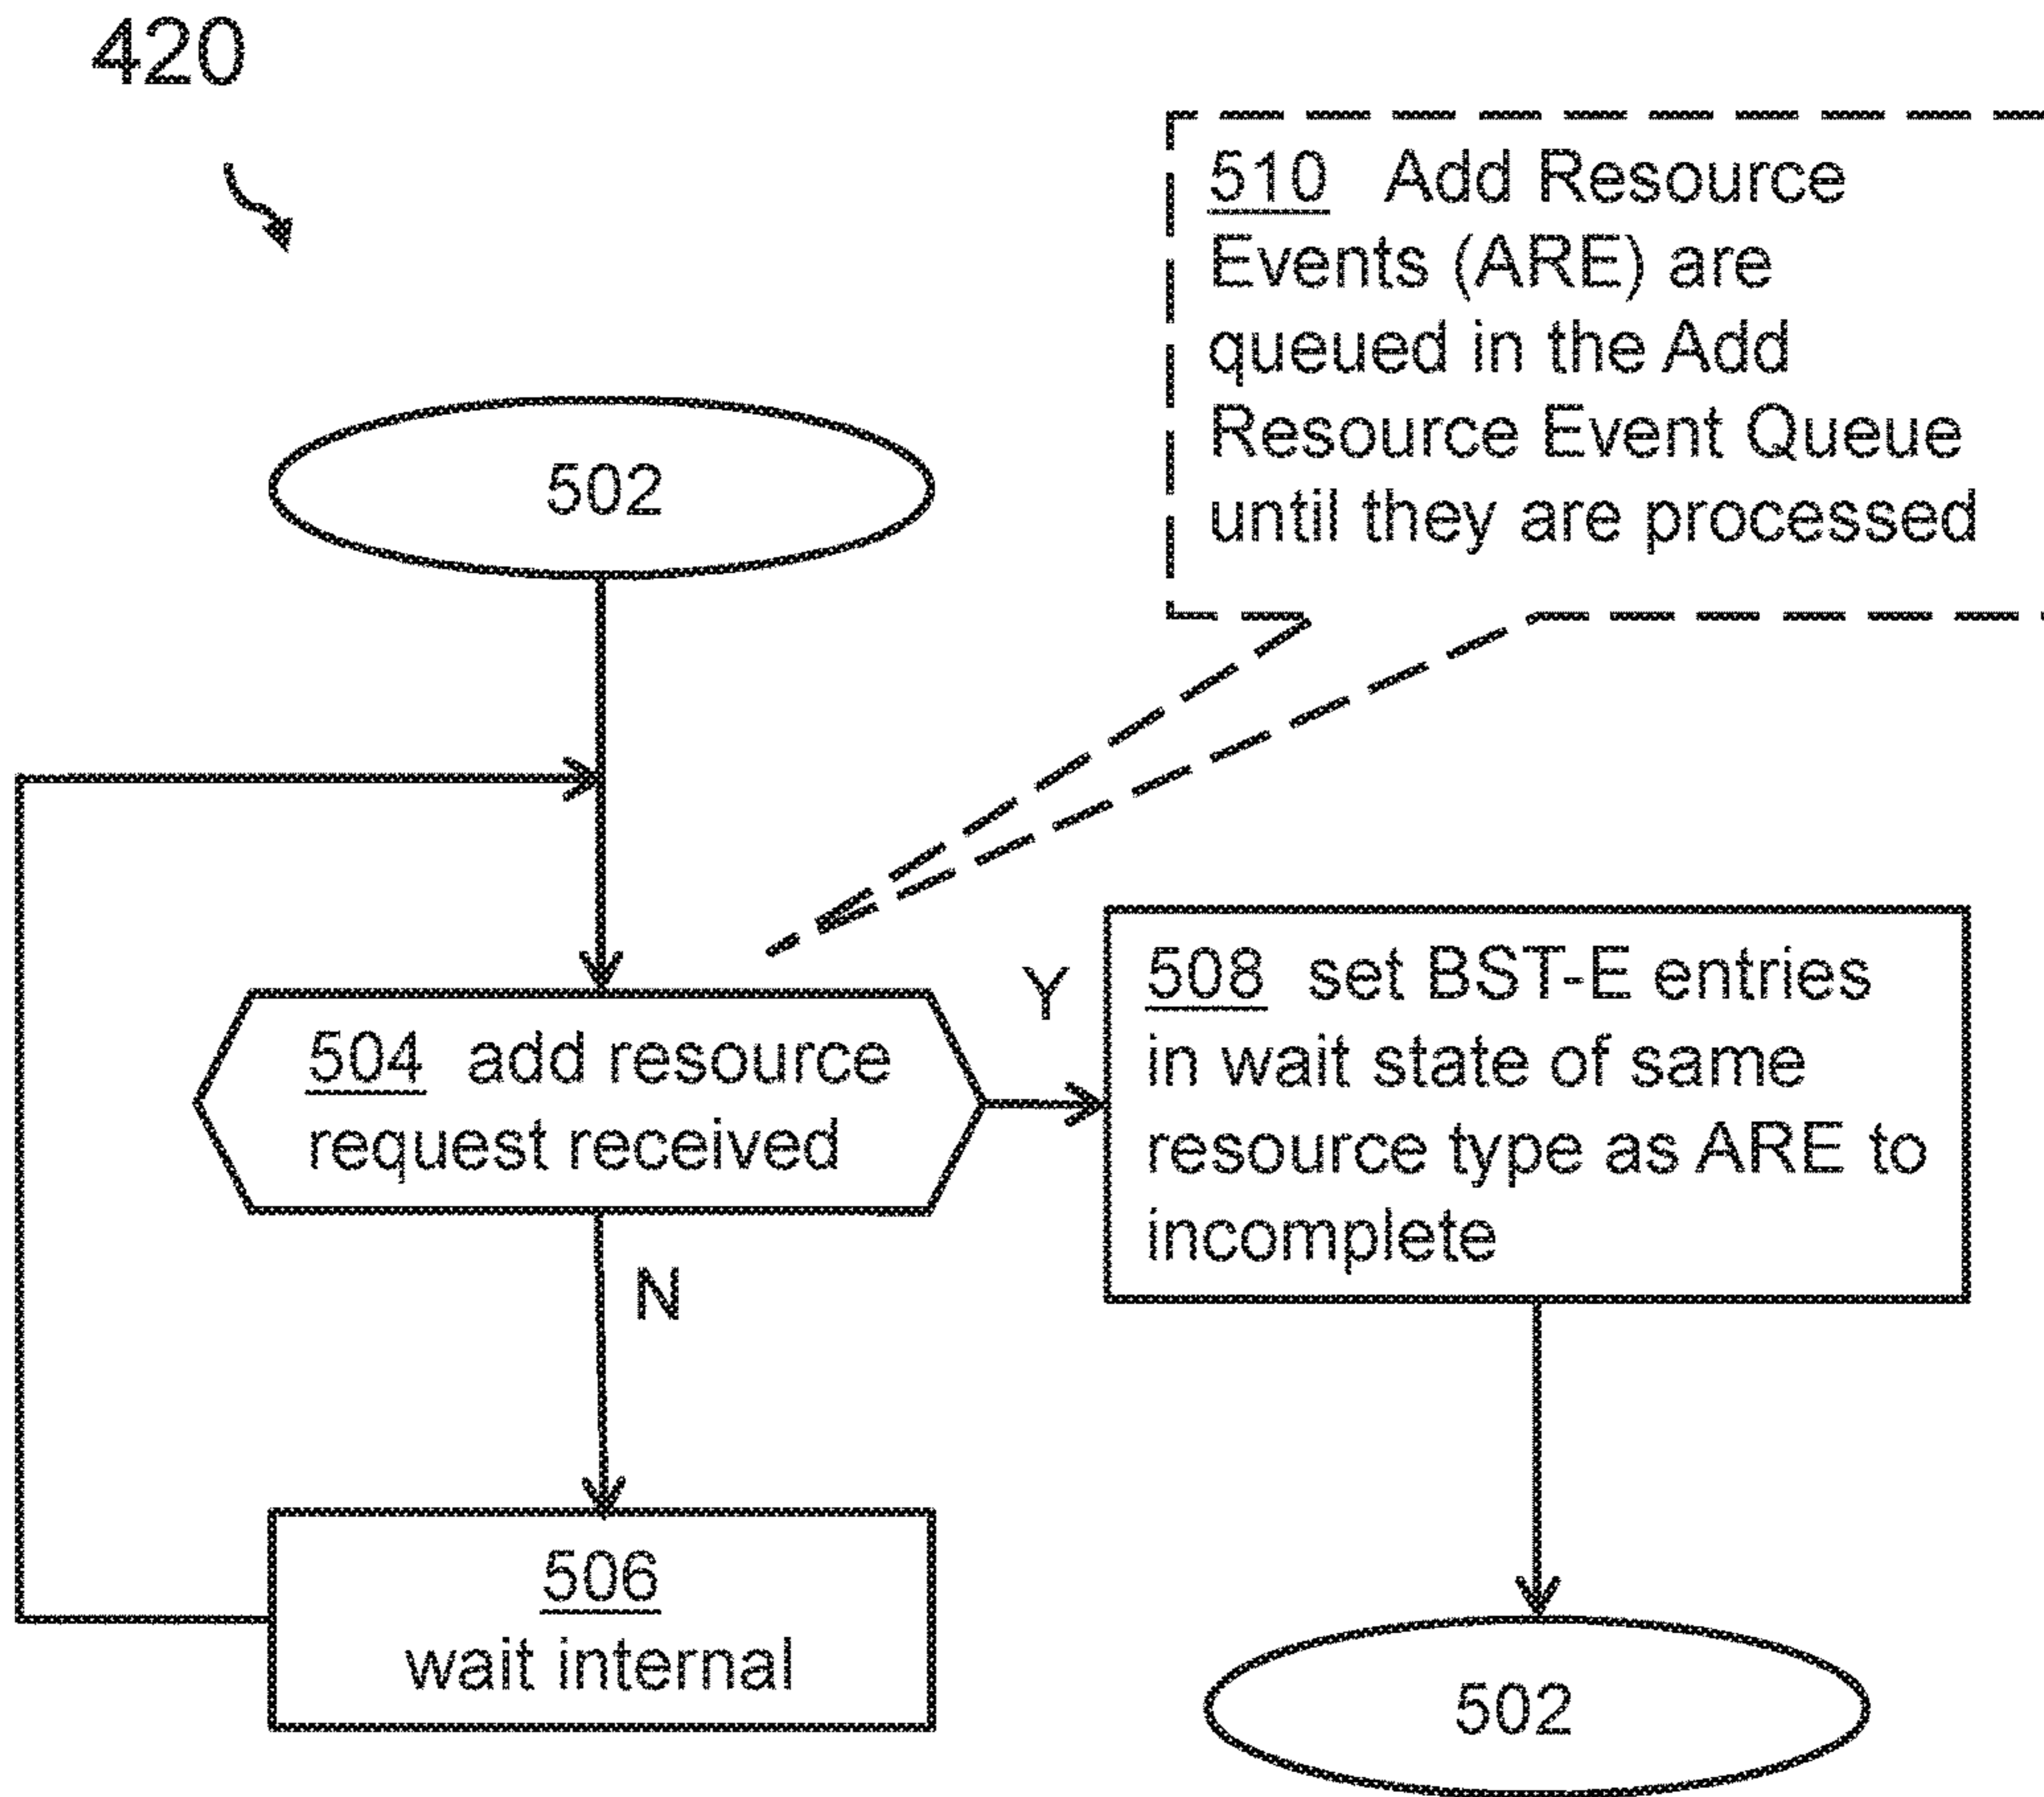 420
510 Add Resource
Events (ARE) are
queued in the Add
Resource Event Queue
until they are processed
502
504 add resource
request received
Y
508 set BST-E entries
in wait state of same
resource type as ARE to
incomplete
N
506
wait internal
502